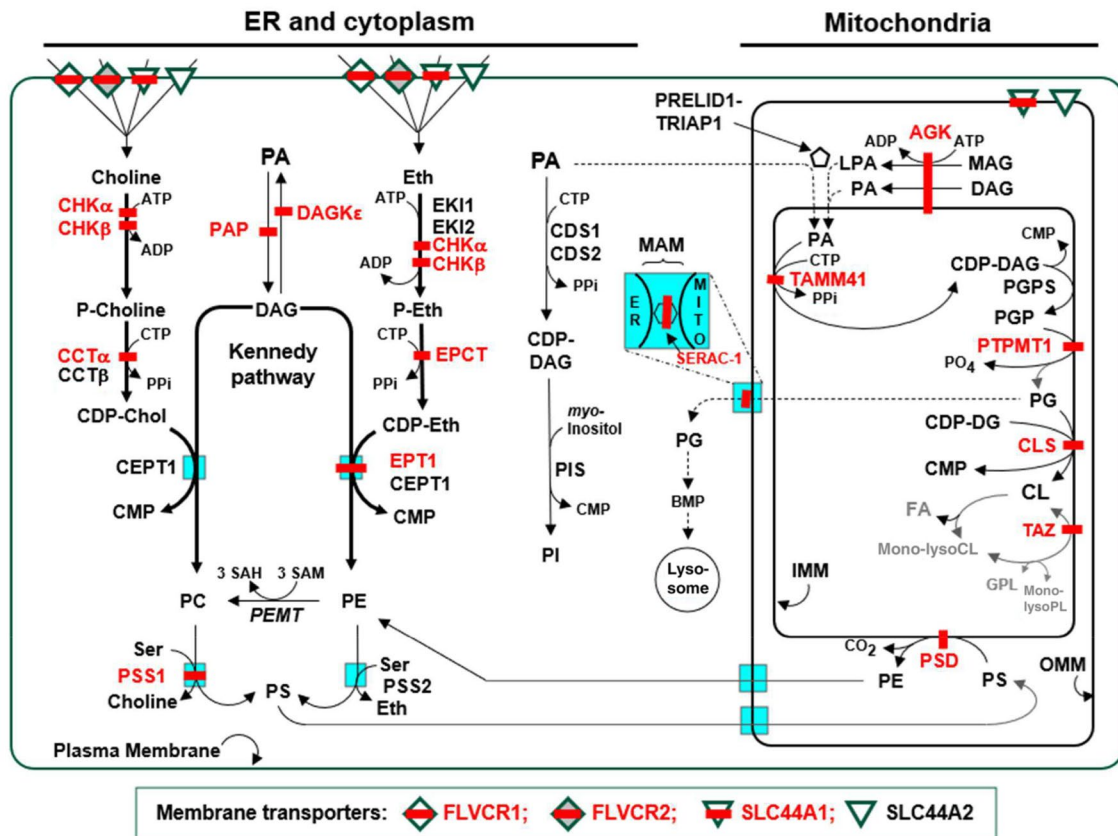 ER and cytoplasm
Mitochondria
PRELID1-
TRIAP1
Choline
ATP
CHKα
CHKβ
ADP
P-Choline
CTP
CCTα
CCTβ
PPi
CDP-Chol
CEPT1
CMP
PA
PAP
DAGKε
DAG
Kennedy
pathway
Eth
ATP
EKI1
EKI2
CHKα
CHKβ
ADP
P-Eth
CTP
EPCT
PPi
CDP-Eth
EPT1
CEPT1
CMP
3 SAH
3 SAM
PC
PEMT
PE
Ser
PSS1
Choline
PS
Ser
PSS2
Eth
Plasma Membrane
PA
CTP
CDS1
CDS2
PPi
CDP-
DAG
myo-
Inositol
PIS
CMP
PI
MAM
ER
MITO
SERAC-1
PG
BMP
Lyso-
some
AGK
ADP
ATP
LPA
MAG
PA
DAG
PA
CTP
TAMM41
PPi
CMP
CDP-DAG
PGPS
PGP
PTPMT1
PO4
PG
CDP-DG
CLS
CMP
CL
FA
TAZ
Mono-lysoCL
GPL
Mono-
lysoPL
IMM
CO2
PSD
PE
PS
OMM
Membrane transporters: FLVCR1; FLVCR2; SLC44A1; SLC44A2